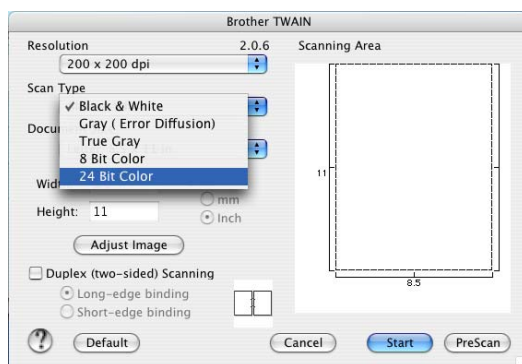 Brother TWAIN
Resolution 2.0.6
200 x 200 dpi
Scan Type
✓ Black & White
Gray ( Error Diffusion)
True Gray
8 Bit Color
24 Bit Color
Docu
Wid
mm
Height: 11
Inch
Adjust Image
Duplex (two-sided) Scanning
Long-edge binding
Short-edge binding
Scanning Area
11
8.5
? Default Cancel Start PreScan